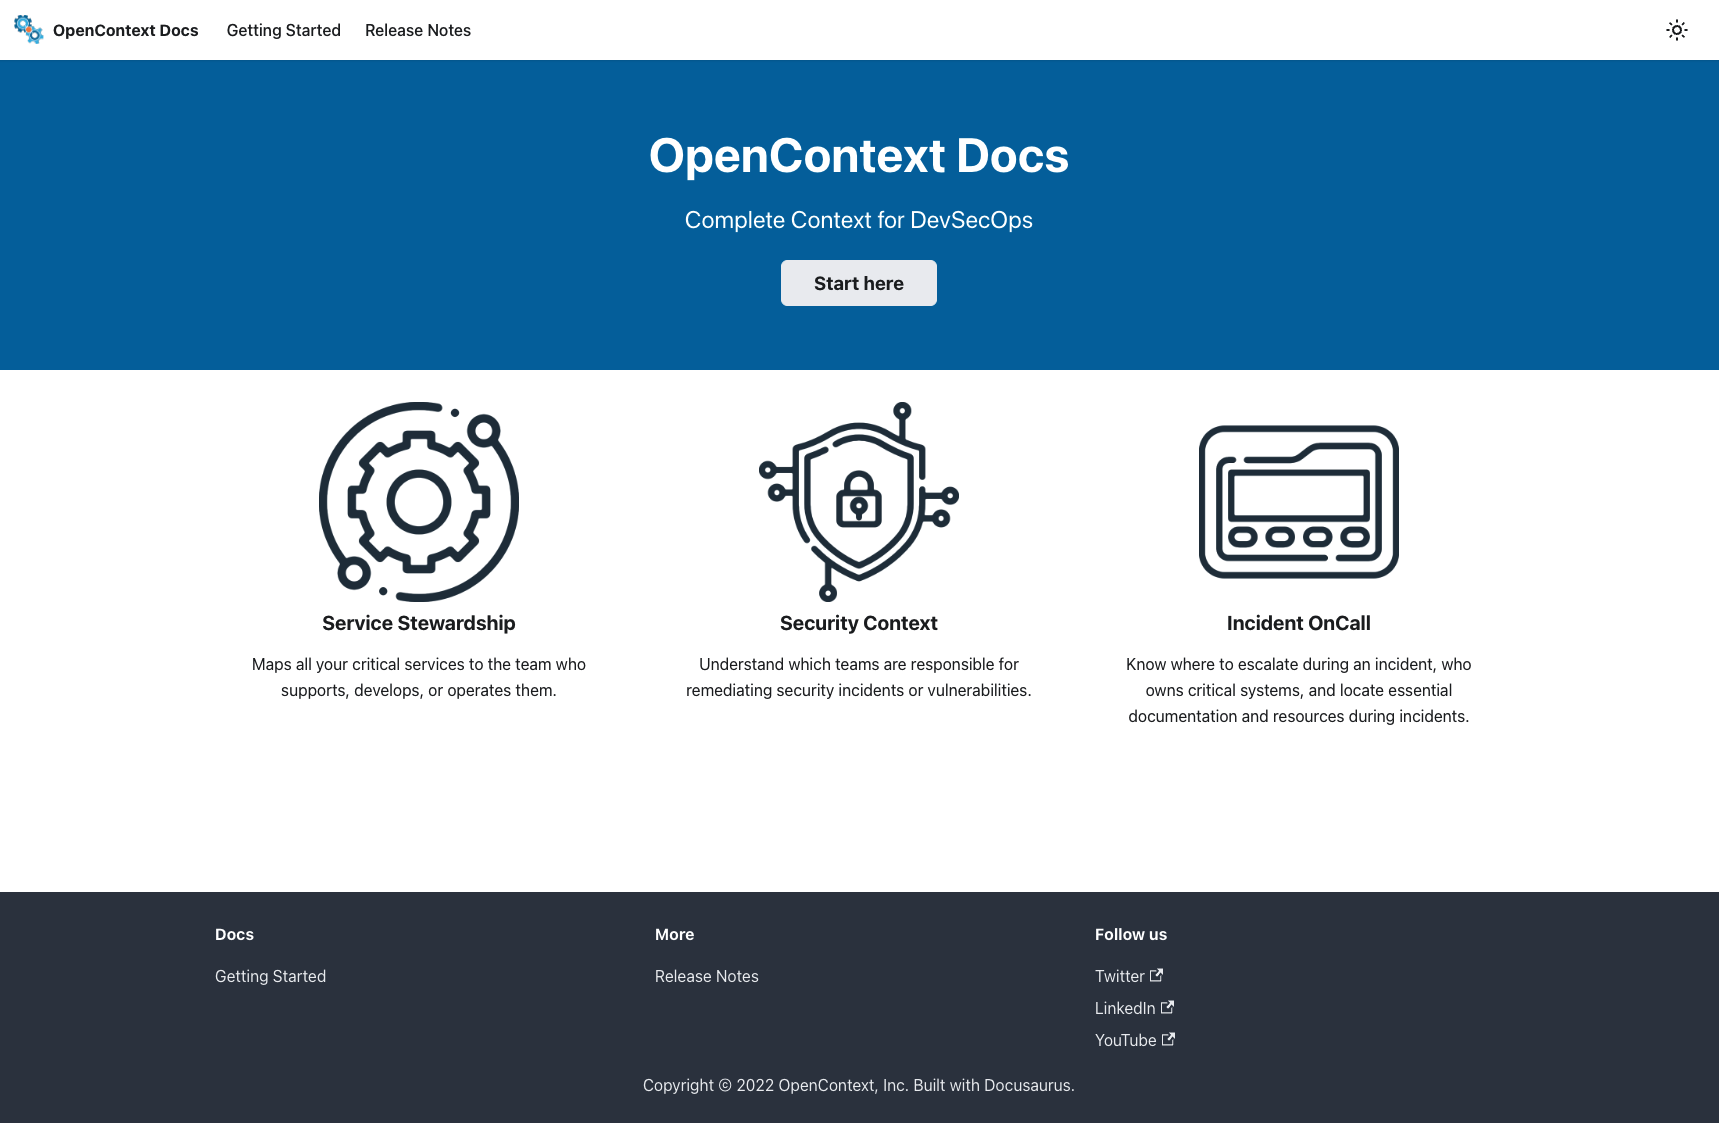 OpenContext Docs
Getting Started
Release Notes
OpenContext Docs
Complete Context for DevSecOps
Start here
Service Stewardship
Maps all your critical services to the team who
supports, develops, or operates them.
Security Context
Understand which teams are responsible for
remediating security incidents or vulnerabilities.
Incident OnCall
Know where to escalate during an incident, who
owns critical systems, and locate essential
documentation and resources during incidents.
Docs
Getting Started
More
Release Notes
Follow us
Twitter
LinkedIn
YouTube
Copyright © 2022 OpenContext, Inc. Built with Docusaurus.